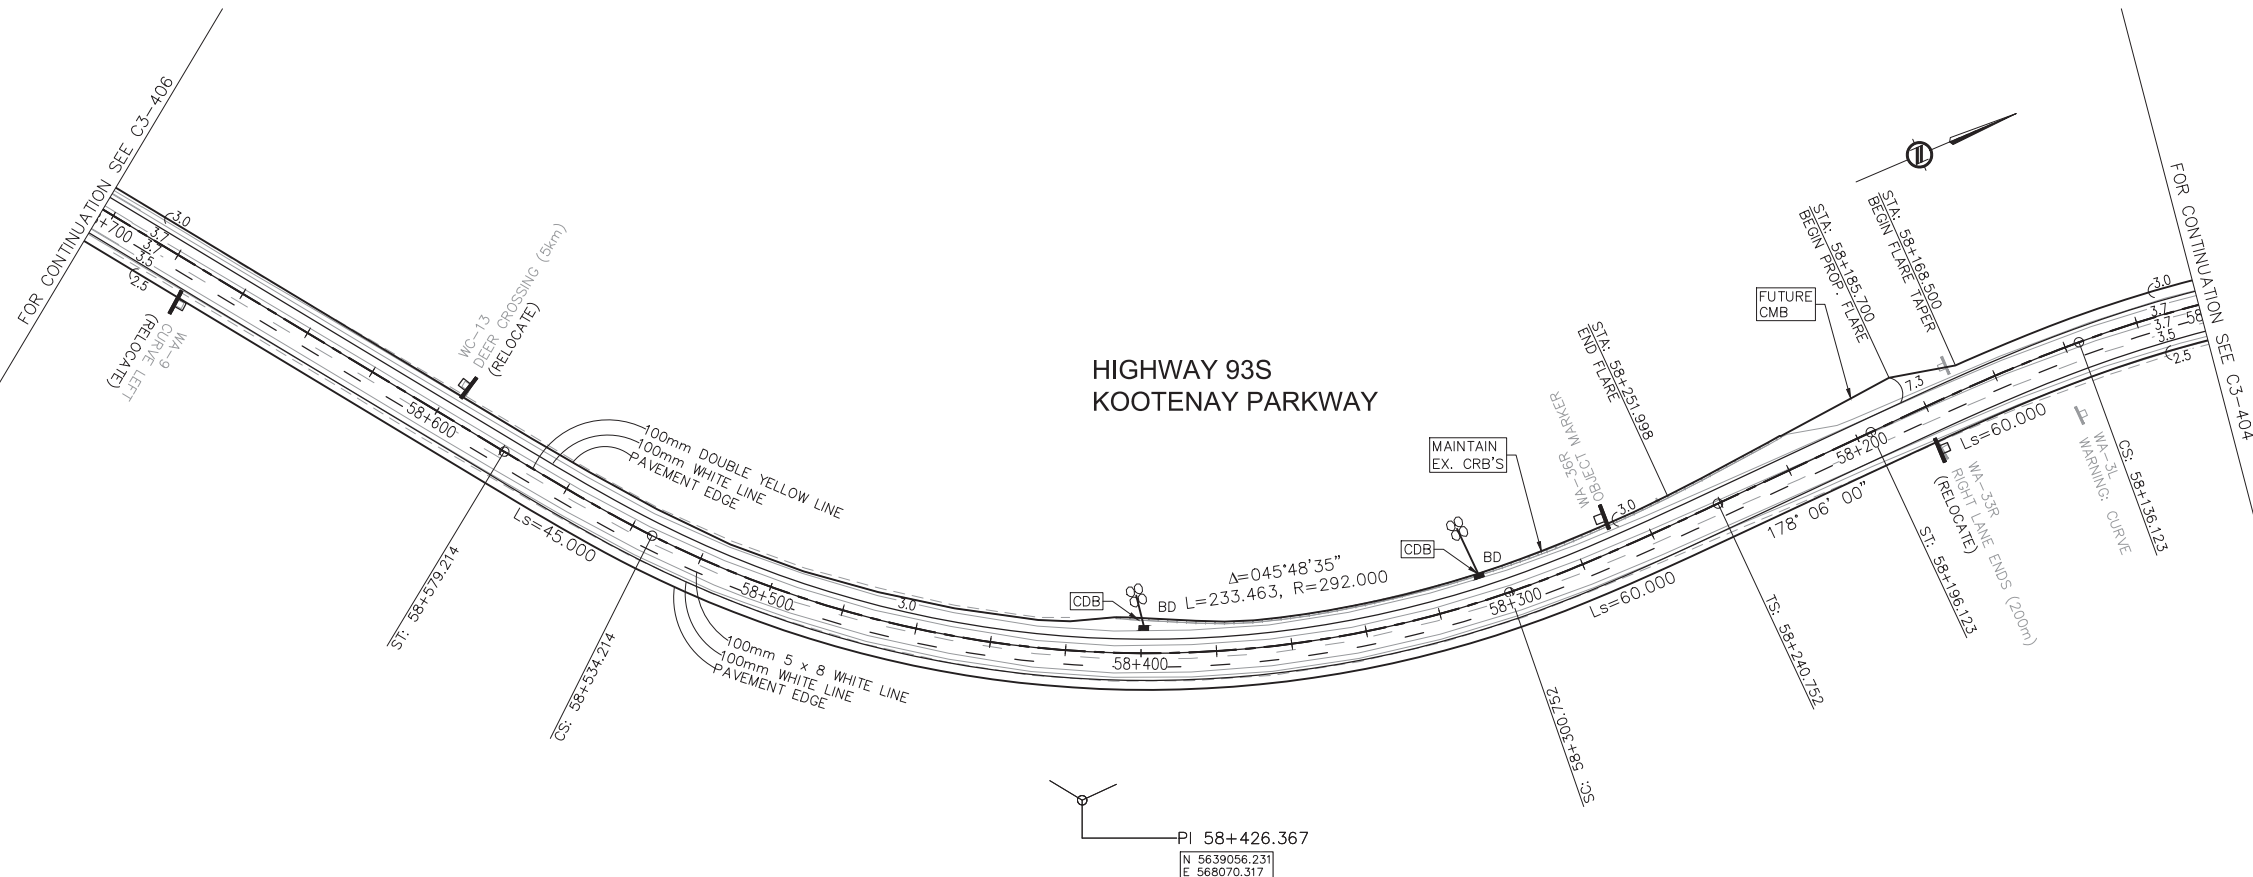 FOR CONTINUATION SEE C3-406
3.0
+700
3.7
3.7
3.5
2.5
WA-9
CURVE LEFT
(RELOCATE)
WC-13
DEER CROSSING (5km)
(RELOCATE)
58+600
100mm DOUBLE YELLOW LINE
100mm WHITE LINE
PAVEMENT EDGE
Ls=45.000
ST: 58+579.214
CS: 58+534.214
58+500
100mm 5 x 8 WHITE LINE
100mm WHITE LINE
PAVEMENT EDGE
3.0
HIGHWAY 93S
KOOTENAY PARKWAY
CDB
BD
Δ=045°48'35"
L=233.463, R=292.000
58+400
CDB
BD
MAINTAIN
EX. CRB'S
WA-36R
OBJECT MARKER
3.0
STA: 58+251.998
END FLARE
58+300
Ls=60.000
SC: 58+300.752
FUTURE
CMB
STA: 58+185.700
BEGIN PROP. FLARE
STA: 58+168.500
BEGIN FLARE TAPER
7.3
58+200
178° 06' 00"
Ls=60.000
TS: 58+240.752
ST: 58+196.123
WA-33R
RIGHT LANE ENDS (200m)
(RELOCATE)
WA-3L
WARNING: CURVE
CS: 58+136.123
3.0
3.7
3.7
58
3.5
2.5
FOR CONTINUATION SEE C3-404
PI 58+426.367
N 5639056.231
E 568070.317